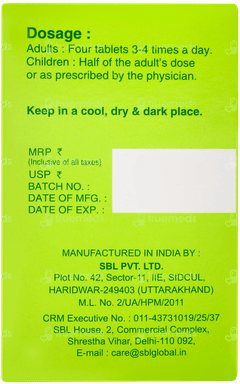 Dosage :
Adults : Four tablets 3-4 times a day.
Children : Half of the adult's dose
or as prescribed by the physician.
Keep in a cool, dry & dark place.
MRP ₹
(Inclusive of all taxes)
USP ₹
BATCH NO. :
DATE OF MFG. :
DATE OF EXP. :
MANUFACTURED IN INDIA BY :
SBL PVT. LTD.
Plot No. 42, Sector-11, IIE, SIDCUL,
HARIDWAR-249403 (UTTARAKHAND)
M.L. No. 2/UA/HPM/2011
CRM Executive No. : 011-43731019/25/37
SBL House, 2, Commercial Complex,
Shrestha Vihar, Delhi-110 092,
E-mail : care@sblglobal.in